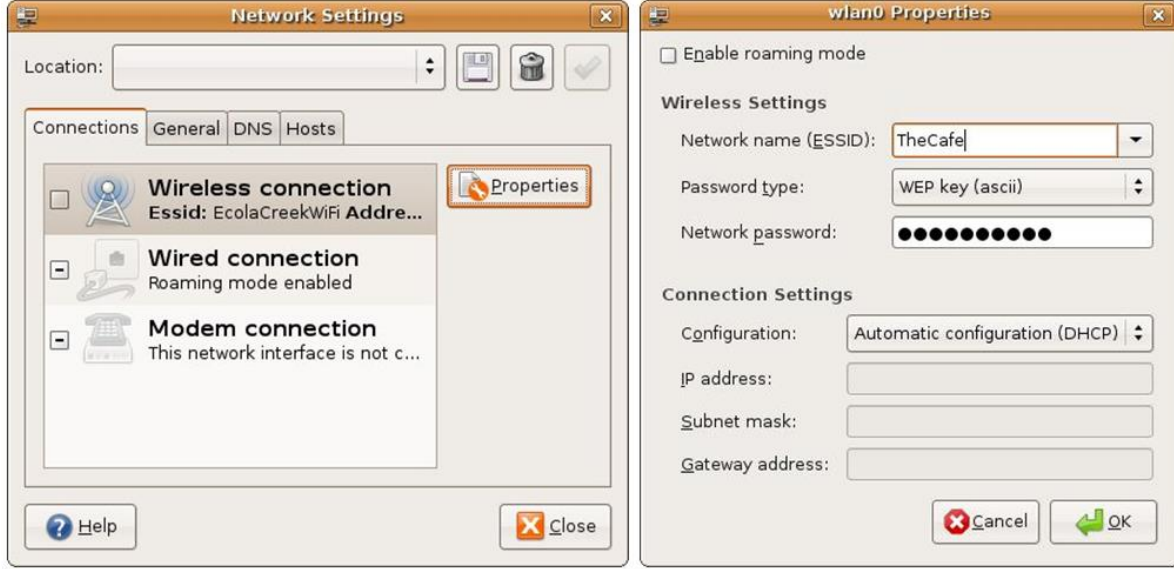 Network Settings
Location:
Connections General DNS Hosts
Wireless connection
Essid: EcolaCreekWiFi Addre...
Properties
Wired connection
Roaming mode enabled
Modem connection
This network interface is not c...
Help
Close
wlan0 Properties
Enable roaming mode
Wireless Settings
Network name (ESSID): TheCafe
Password type: WEP key (ascii)
Network password: ●●●●●●●●●●
Connection Settings
Configuration: Automatic configuration (DHCP)
IP address:
Subnet mask:
Gateway address:
Cancel OK